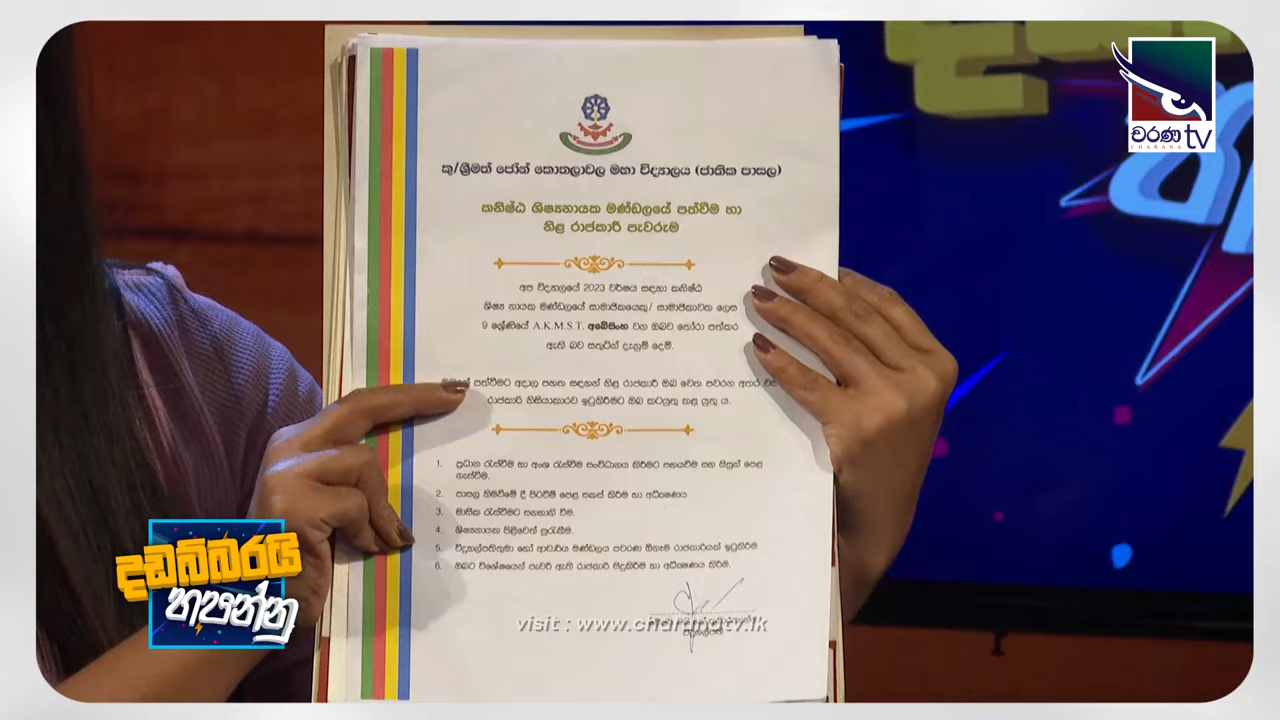 චරණ tv
CHARANA TV
කු/ශ්‍රීමත් ජෝන් කොතලාවල මහා විද්‍යාලය (ජාතික පාසල)
කනිෂ්ඨ ශිෂ්‍යනායක මණ්ඩලයේ පත්වීම හා
නිළ රාජකාරී පැවරුම
අප විද්‍යාලයේ 2023 වර්ෂය සඳහා කනිෂ්ඨ
ශිෂ්‍ය නායක මණ්ඩලයේ සාමාජිකයෙකු/ සාමාජිකාවක ලෙස
9 ශ්‍රේණියේ A.K.M.S.T. අබේසිංහ වන ඔබව තෝරා පත්කර
ඇති බව සතුටින් දැනුම් දෙමි.
පත්වීමට අදාල පහත සඳහන් නිළ රාජකාරී ඔබ වෙත පවරන අතර එම
රාජකාරී නිසියාකාරව ඉටුකිරීමට ඔබ කටයුතු කළ යුතු ය.
1. ප්‍රධාන රැස්වීම හා අංශ රැස්වීම සංවිධානය කිරීමට සහයවීම සහ සිසුන් පෙළ
ගැස්වීම.
2. පාසල නිමවීමේ දී පිටවීම් පෙළ සකස් කිරීම හා අධීක්ෂණය
3. මාසික රැස්වීමට සහභාගි වීම.
4. ශිෂ්‍යනායක පිළිවෙත් සුරැකීම.
5. විදුහල්පතිතුමා හෝ ආචාර්ය මණ්ඩලය පවරණ ඕනෑම රාජකාරියක් ඉටුකිරීම
6. ඔබට විශේෂයෙන් පැවරී ඇති රාජකාරී සිදුකිරීම හා අධීක්ෂණය කිරීම.
දඩබ්බරයි
හපන්නු
visit : www.charanatv.lk